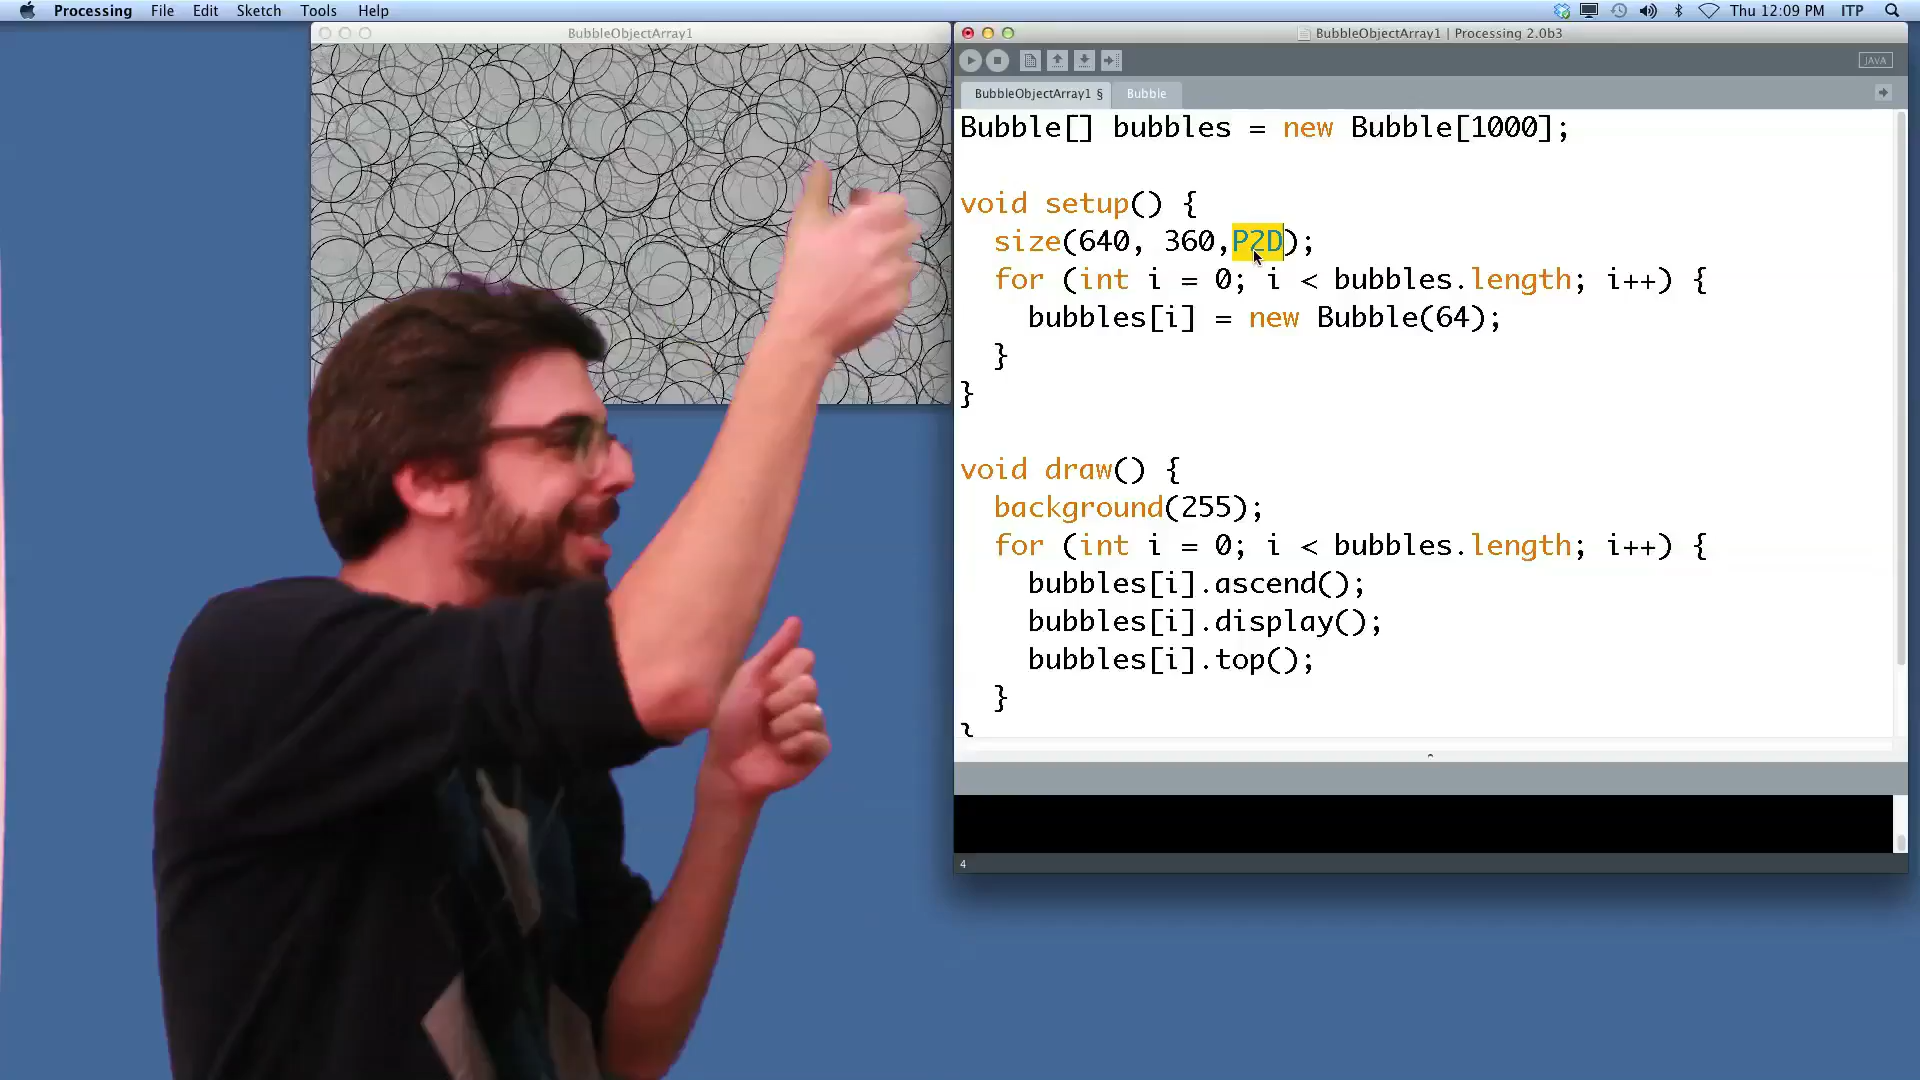 Processing File Edit Sketch Tools Help
Thu 12:09 PM ITP
BubbleObjectArray1
BubbleObjectArray1 | Processing 2.0b3
JAVA
BubbleObjectArray1 § Bubble
Bubble[] bubbles = new Bubble[1000];
void setup() {
size(640, 360,P2D);
for (int i = 0; i < bubbles.length; i++) {
bubbles[i] = new Bubble(64);
}
}
void draw() {
background(255);
for (int i = 0; i < bubbles.length; i++) {
bubbles[i].ascend();
bubbles[i].display();
bubbles[i].top();
}
}
4